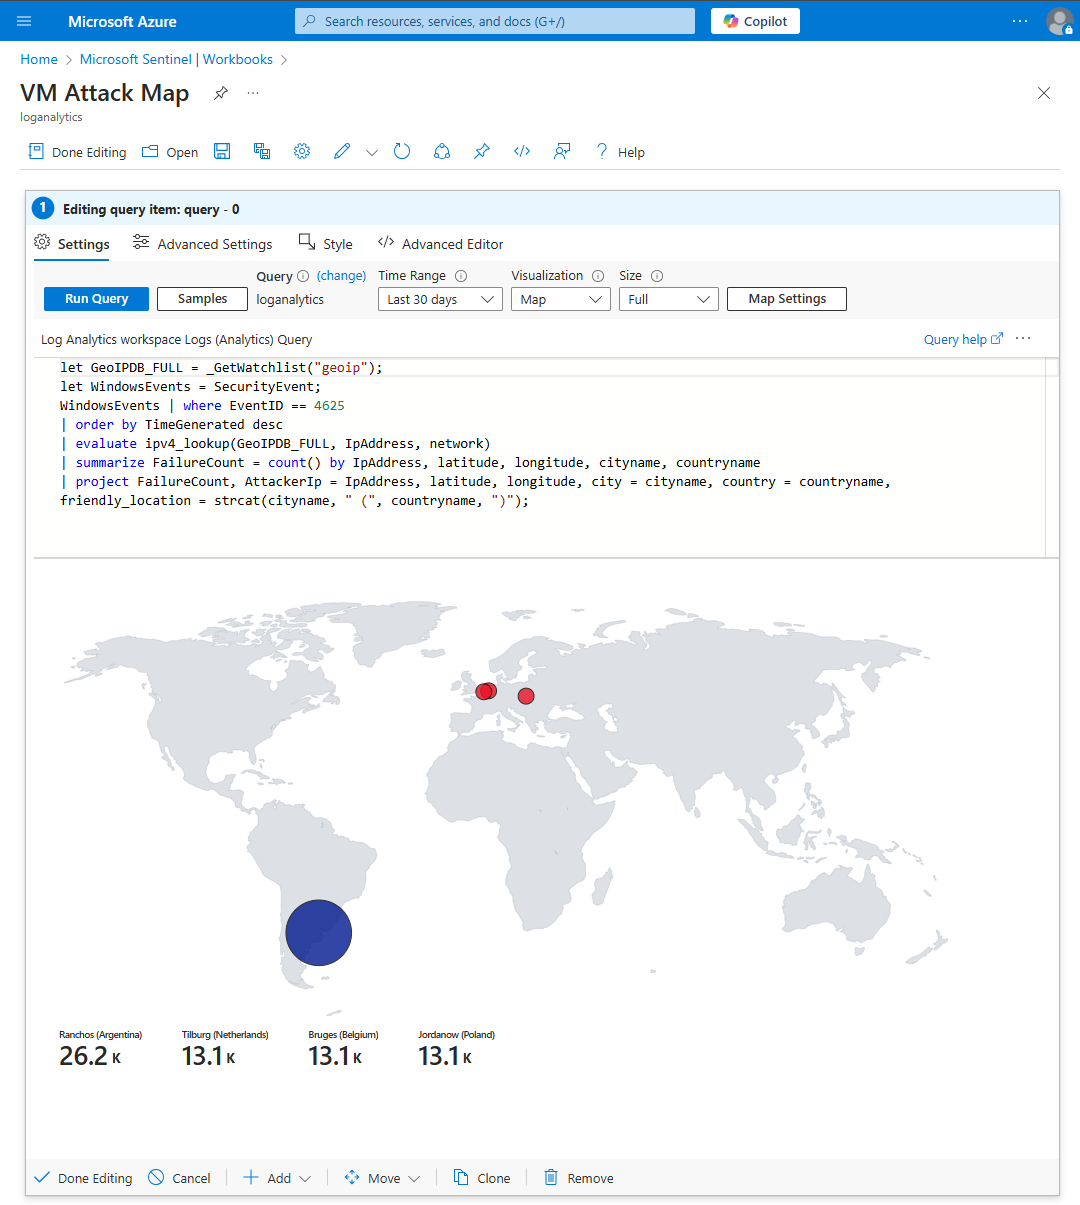 Microsoft Azure
Search resources, services, and docs (G+/)
Copilot
Home > Microsoft Sentinel | Workbooks >
VM Attack Map
loganalytics
Done Editing Open Help
1 Editing query item: query - 0
Settings Advanced Settings Style Advanced Editor
Query (change) Time Range Visualization Size
Run Query Samples loganalytics Last 30 days Map Full Map Settings
Log Analytics workspace Logs (Analytics) Query Query help
let GeoIPDB_FULL = _GetWatchlist("geoip");
let WindowsEvents = SecurityEvent;
WindowsEvents | where EventID == 4625
| order by TimeGenerated desc
| evaluate ipv4_lookup(GeoIPDB_FULL, IpAddress, network)
| summarize FailureCount = count() by IpAddress, latitude, longitude, cityname, countryname
| project FailureCount, AttackerIp = IpAddress, latitude, longitude, city = cityname, country = countryname,
friendly_location = strcat(cityname, " (", countryname, ")");
Ranchos (Argentina) Tilburg (Netherlands) Bruges (Belgium) Jordanow (Poland)
26.2 K 13.1 K 13.1 K 13.1 K
Done Editing Cancel Add Move Clone Remove